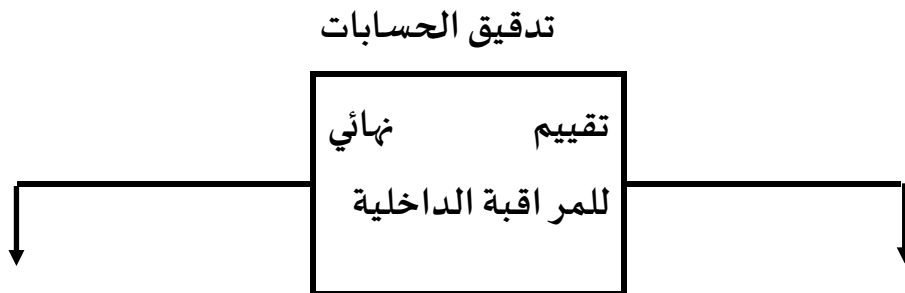 تدقيق الحسابات
تقييم نهائي
للمراقبة الداخلية